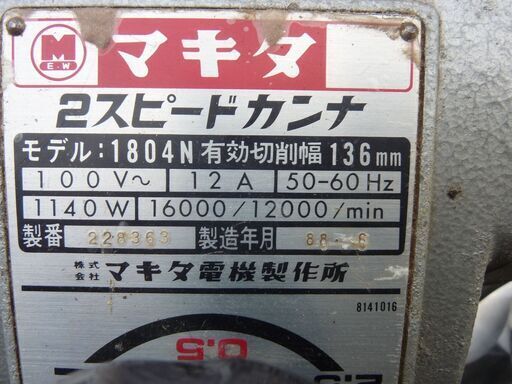 M
E.W
マキタ
2スピードカンナ
モデル:1804N 有効切削幅 136mm
100V~ 12A 50-60Hz
1140W 16000/12000/min
製番 228363 製造年月 88 6
株式会社 マキタ電機製作所
8141016
0.5